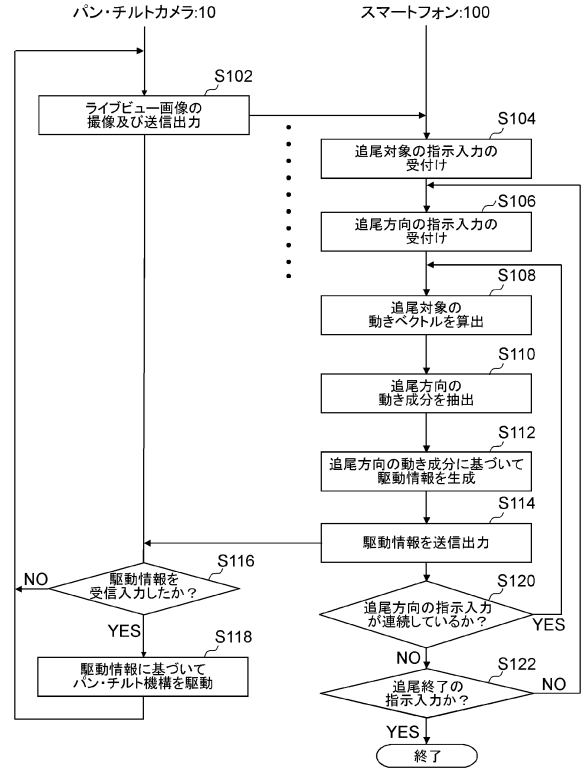 パン・チルトカメラ:10
スマートフォン:100
S102
ライブビュー画像の
撮像及び送信出力
S104
追尾対象の指示入力の
受付け
S106
追尾方向の指示入力の
受付け
S108
追尾対象の
動きベクトルを算出
S110
追尾方向の
動き成分を抽出
S112
追尾方向の動き成分に基づいて
駆動情報を生成
S114
駆動情報を送信出力
S116
駆動情報を
受信入力したか？
NO
YES
S118
駆動情報に基づいて
パン・チルト機構を駆動
S120
追尾方向の指示入力
が連続しているか？
YES
NO
S122
追尾終了の
指示入力か？
NO
YES
終了